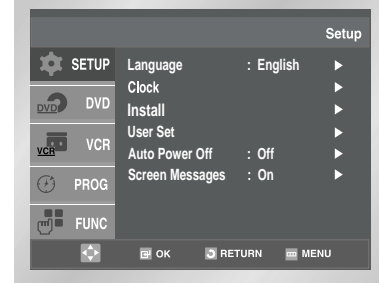 Setup
SETUP
DVD
DVD
VCR
VCR
PROG
FUNC
Language : English ►
Clock ►
Install ►
User Set ►
Auto Power Off : Off ►
Screen Messages : On ►
OK RETURN MENU